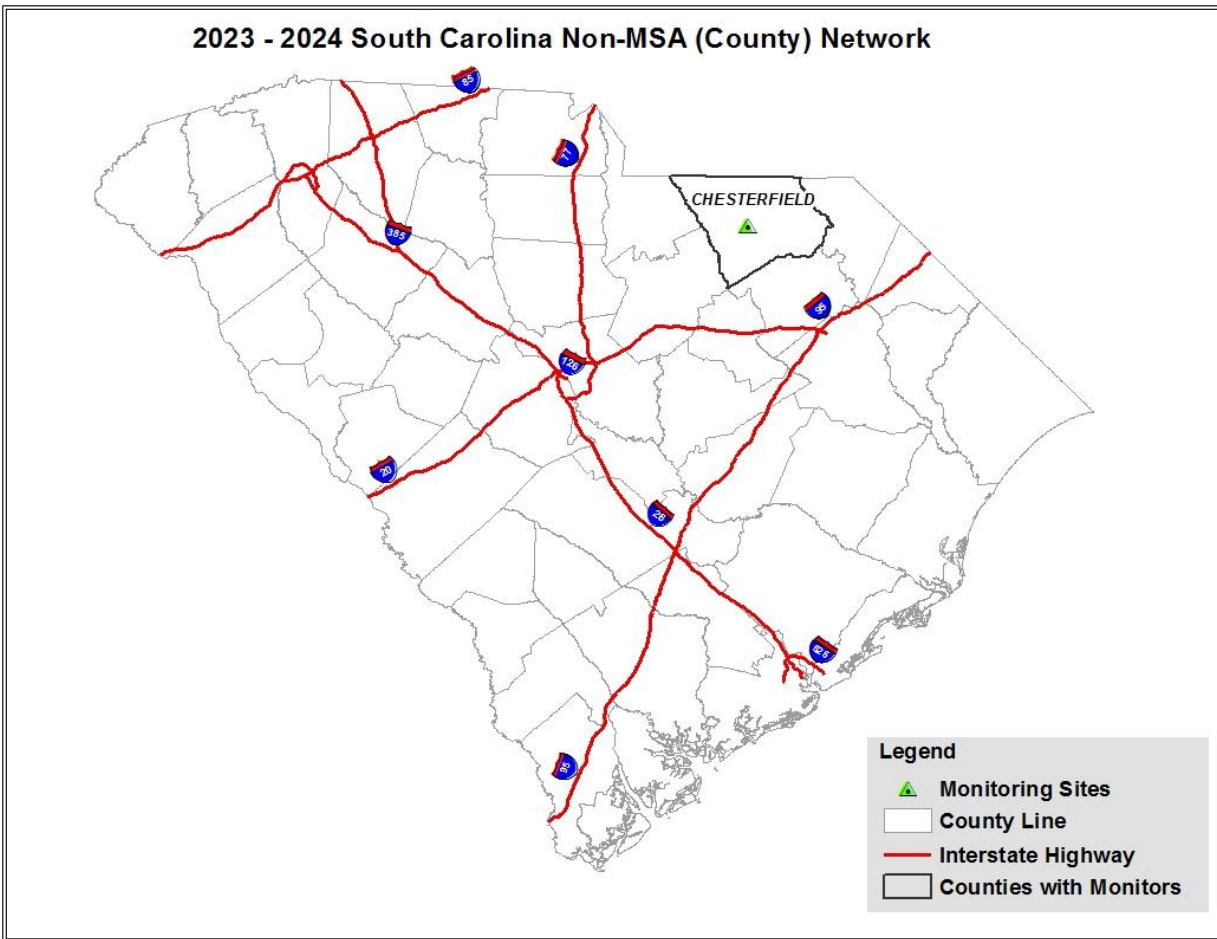 2023 - 2024 South Carolina Non-MSA (County) Network
85
77
CHESTERFIELD
385
95
126
20
26
526
95
Legend
Monitoring Sites
County Line
Interstate Highway
Counties with Monitors